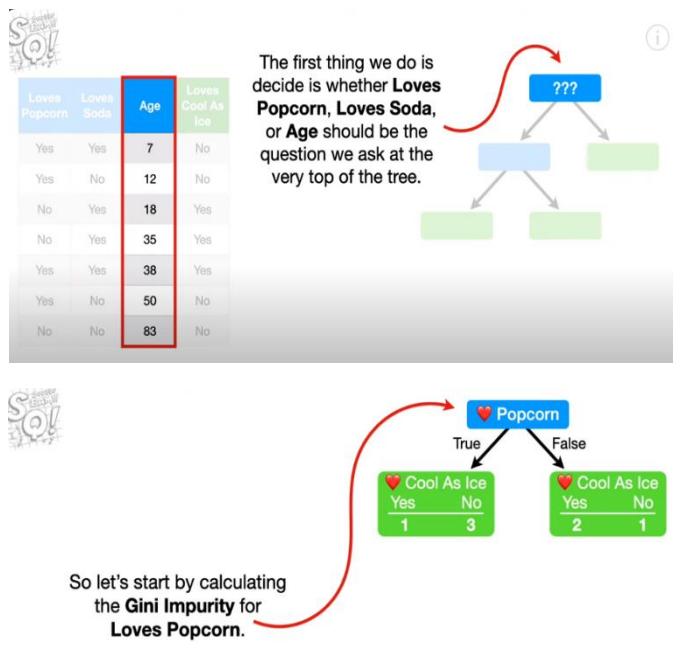 SQ!
The first thing we do is
decide is whether Loves
Popcorn, Loves Soda,
or Age should be the
question we ask at the
very top of the tree.
???
Loves Popcorn Loves Soda Age Loves Cool As Ice
Yes Yes 7 No
Yes No 12 No
No Yes 18 Yes
No Yes 35 Yes
Yes Yes 38 Yes
Yes No 50 No
No No 83 No
SQ!
❤️ Popcorn
True False
❤️ Cool As Ice ❤️ Cool As Ice
Yes No Yes No
1 3 2 1
So let's start by calculating
the Gini Impurity for
Loves Popcorn.